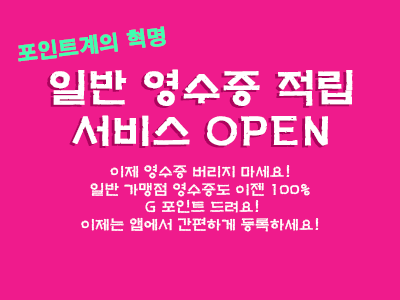 포인트계의 혁명
일반 영수증 적립
서비스 OPEN
이제 영수증 버리지 마세요!
일반 가맹점 영수증도 이젠 100%
G 포인트 드려요!
이제는 앱에서 간편하게 등록하세요!